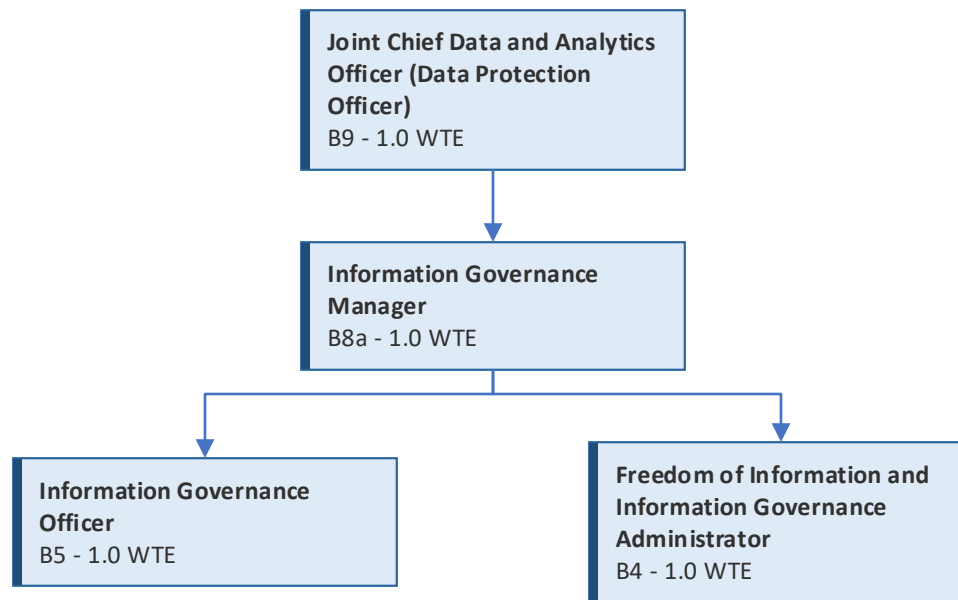 Joint Chief Data and Analytics
Officer (Data Protection
Officer)
B9 - 1.0 WTE
Information Governance
Manager
B8a - 1.0 WTE
Information Governance
Officer
B5 - 1.0 WTE
Freedom of Information and
Information Governance
Administrator
B4 - 1.0 WTE